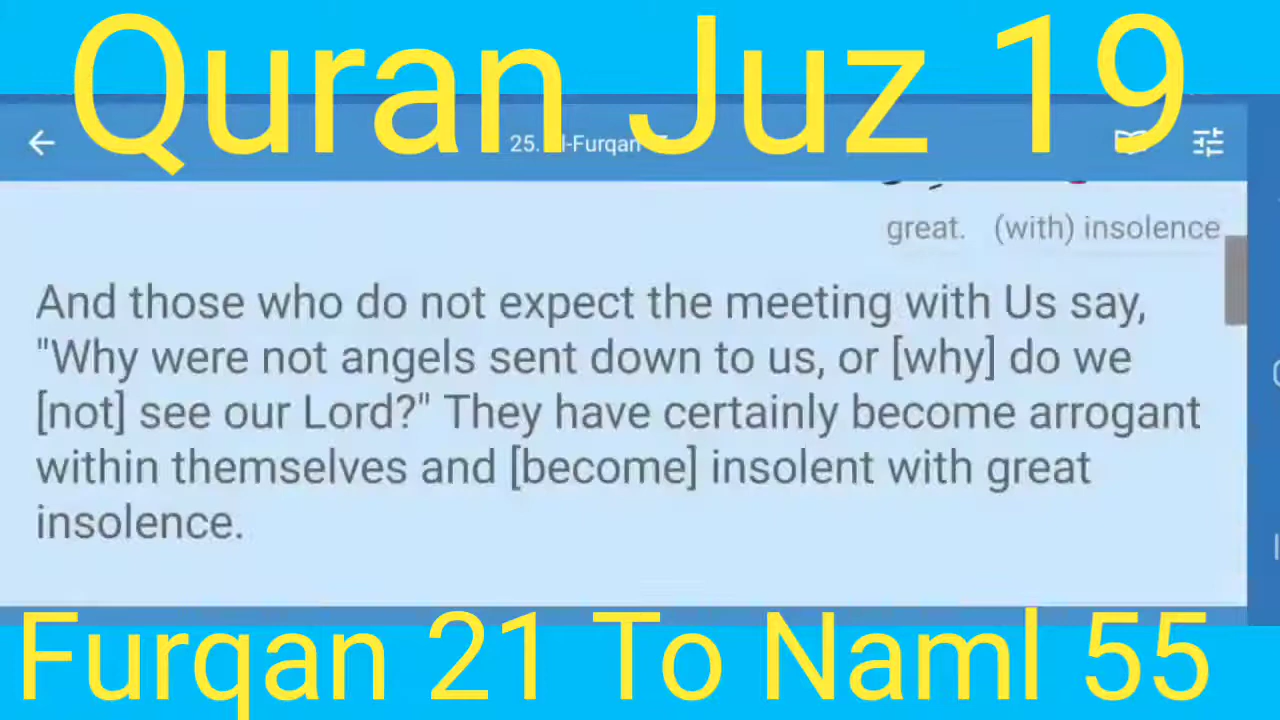 Quran Juz 19
great. (with) insolence
And those who do not expect the meeting with Us say,
"Why were not angels sent down to us, or [why] do we
[not] see our Lord?" They have certainly become arrogant
within themselves and [become] insolent with great
insolence.
Furqan 21 To Naml 55